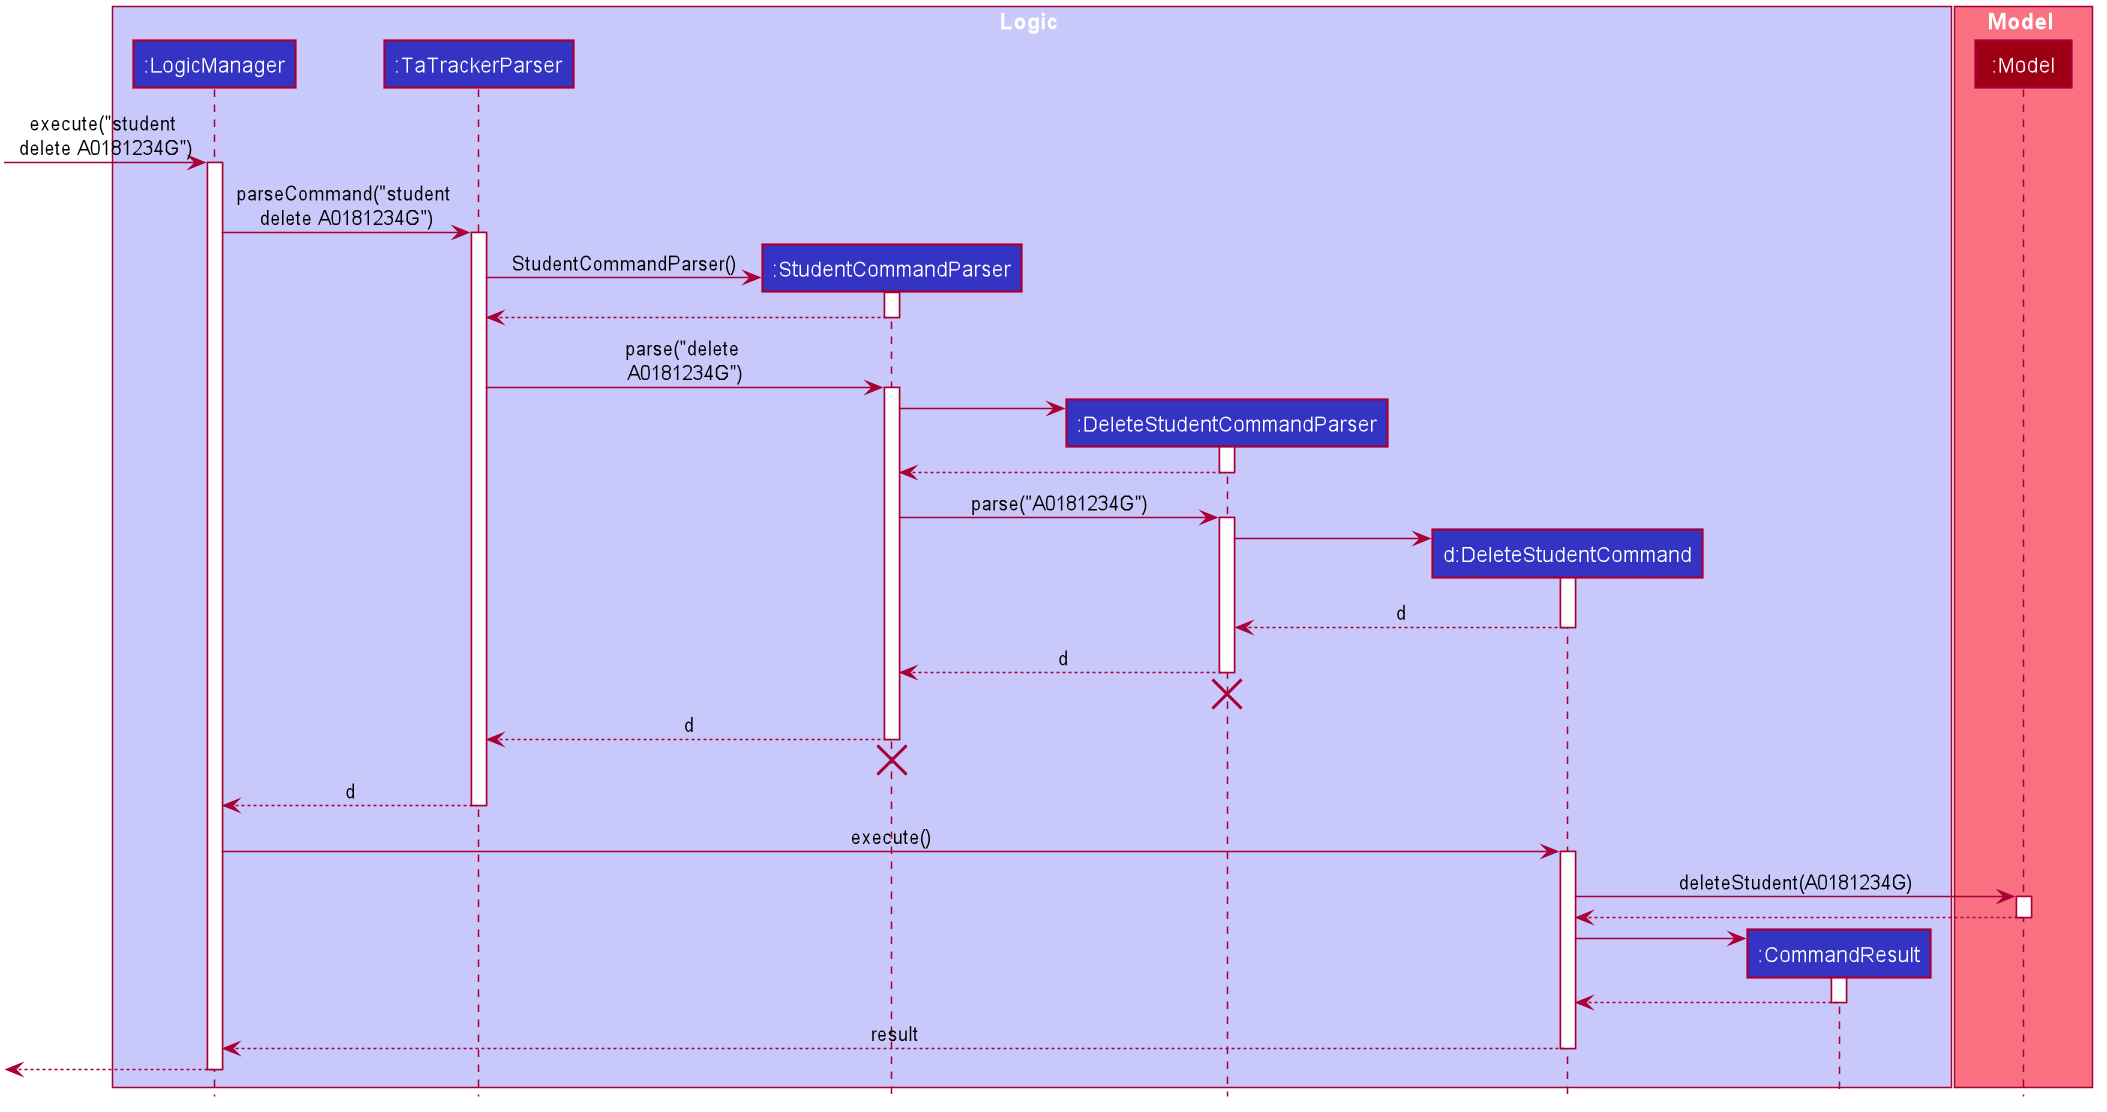 Logic
Model
:LogicManager
:TaTrackerParser
:Model
execute("student
delete A0181234G")
parseCommand("student
delete A0181234G")
StudentCommandParser()
:StudentCommandParser
parse("delete
A0181234G")
:DeleteStudentCommandParser
parse("A0181234G")
d:DeleteStudentCommand
d
d
d
d
execute()
deleteStudent(A0181234G)
:CommandResult
result